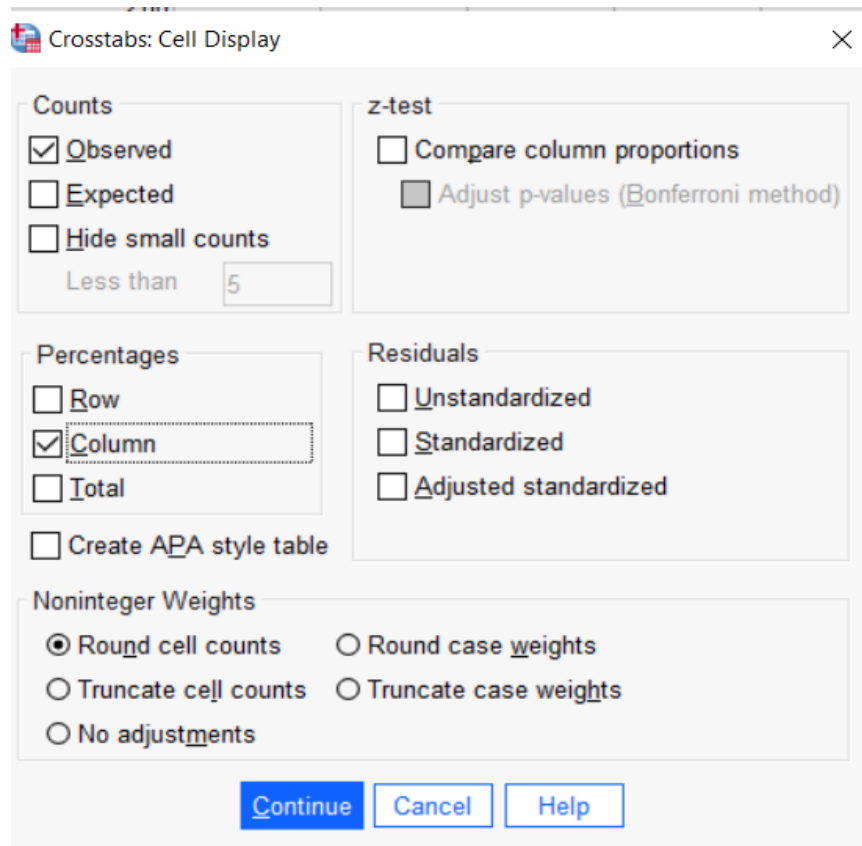 Crosstabs: Cell Display
Counts
Observed
Expected
Hide small counts
Less than 5
z-test
Compare column proportions
Adjust p-values (Bonferroni method)
Percentages
Row
Column
Total
Create APA style table
Residuals
Unstandardized
Standardized
Adjusted standardized
Noninteger Weights
Round cell counts Round case weights
Truncate cell counts Truncate case weights
No adjustments
Continue Cancel Help